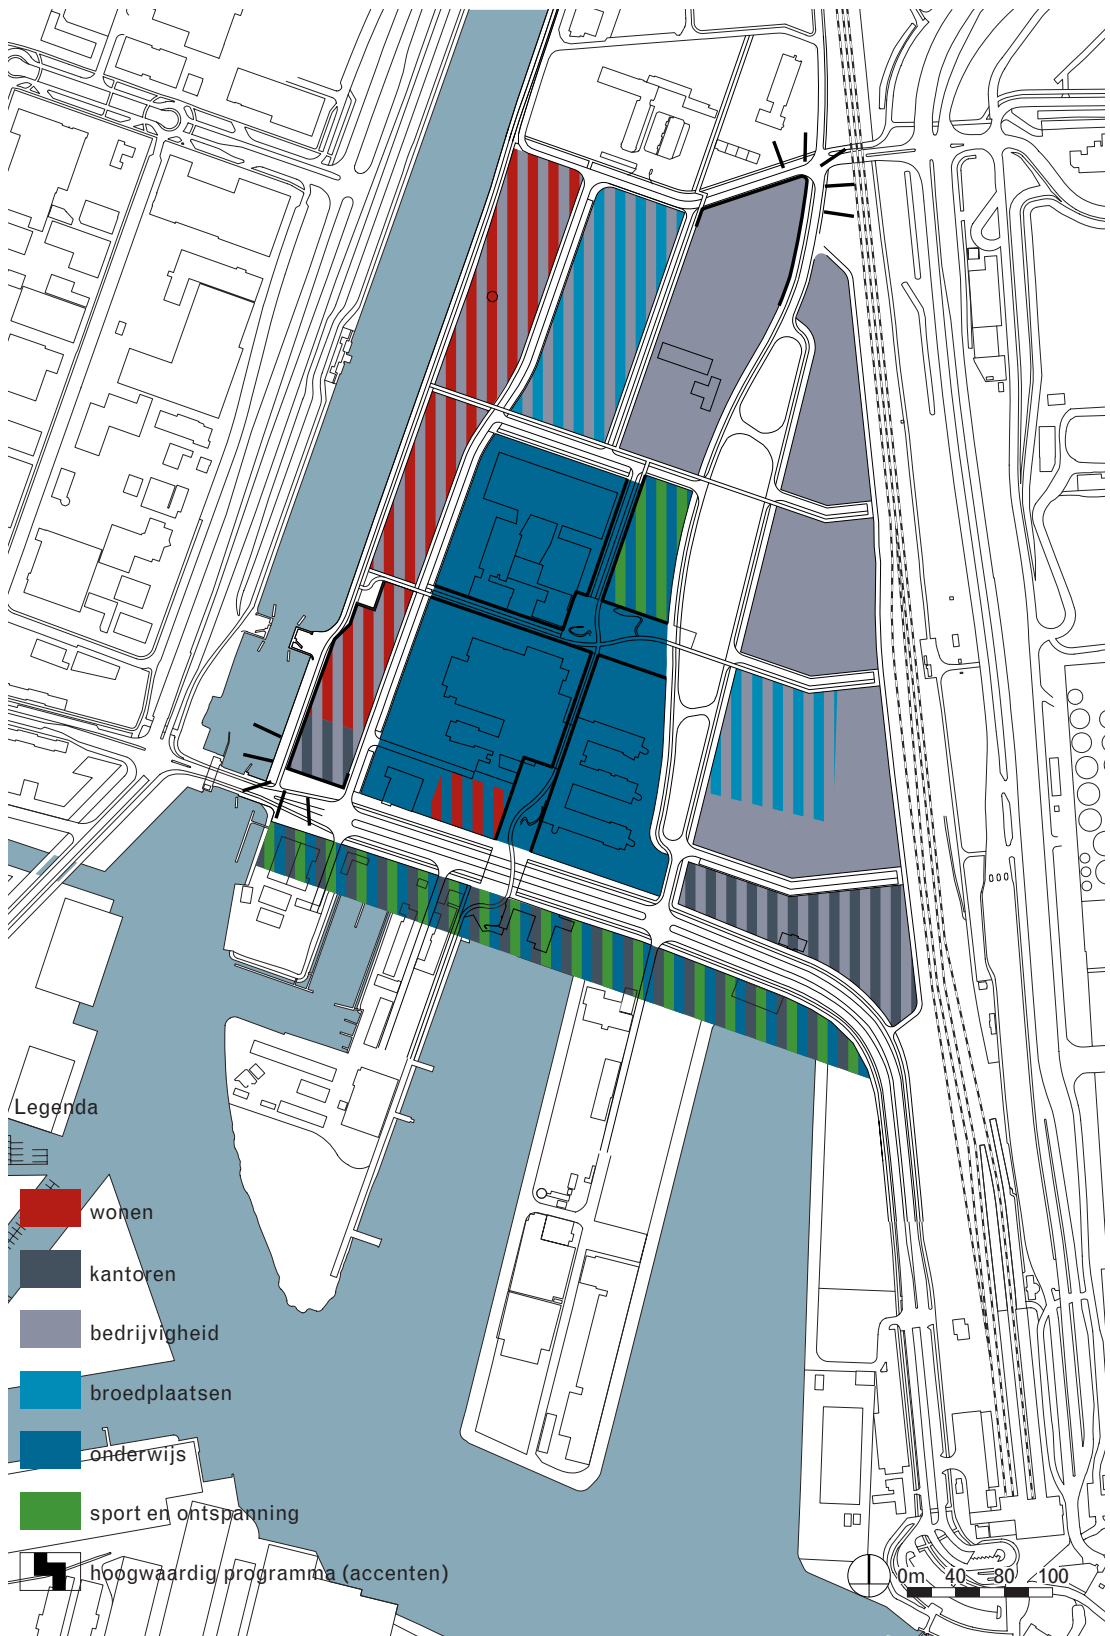 Legenda
wonen
kantoren
bedrijvigheid
broedplaatsen
onderwijs
sport en ontspanning
hoogwaardig programma (accenten)
0m 40 80 100